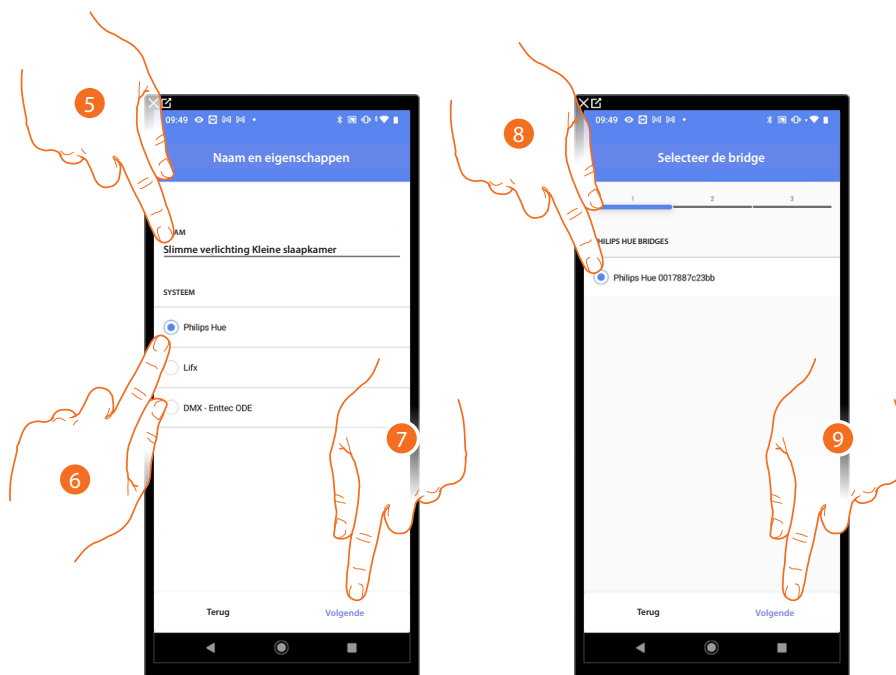 5
09:49
Naam en eigenschappen
Slimme verlichting Kleine slaapkamer
SYSTEEM
Philips Hue
Lifx
DMX - Enttec ODE
6
7
Terug
Volgende
8
09:49
Selecteer de bridge
1
2
3
PHILIPS HUE BRIDGES
Philips Hue 0017887c23bb
9
Terug
Volgende